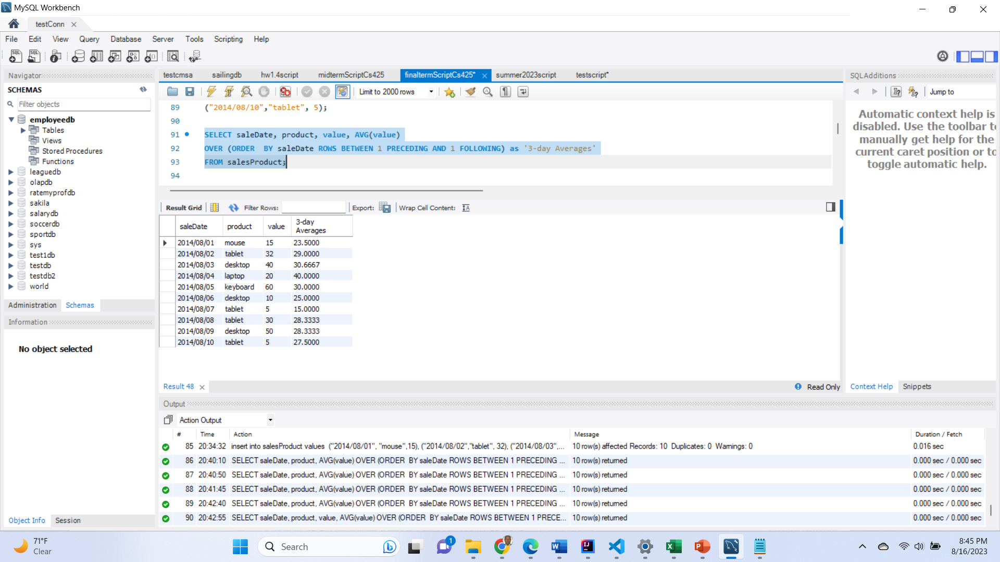 MySQL Workbench
testConn
File Edit View Query Database Server Tools Scripting Help
Navigator
SCHEMAS
Filter objects
employeedb
Tables
Views
Stored Procedures
Functions
leaguedb
olapdb
ratemyprofdb
sakila
salarydb
soccerdb
sportdb
sys
test1db
testdb
testdb2
world
Administration Schemas
Information
No object selected
Object Info Session
testcmsa sailingdb hw1.4script midtermScriptCs425 finaltermScriptCs425* summer2023script testscript*
Limit to 2000 rows
89 ("2014/08/10","tablet", 5);
90
91 SELECT saleDate, product, value, AVG(value)
92 OVER (ORDER  BY saleDate ROWS BETWEEN 1 PRECEDING AND 1 FOLLOWING) as '3-day Averages'
93 FROM salesProduct;
94
Result Grid Filter Rows: Export: Wrap Cell Content:
saleDate product value 3-day Averages
2014/08/01 mouse 15 23.5000
2014/08/02 tablet 32 29.0000
2014/08/03 desktop 40 30.6667
2014/08/04 laptop 20 40.0000
2014/08/05 keyboard 60 30.0000
2014/08/06 desktop 10 25.0000
2014/08/07 tablet 5 15.0000
2014/08/08 tablet 30 28.3333
2014/08/09 desktop 50 28.3333
2014/08/10 tablet 5 27.5000
Result 48 Read Only
SQLAdditions
Jump to
Automatic context help is
disabled. Use the toolbar to
manually get help for the
current caret position or to
toggle automatic help.
Context Help Snippets
Output
Action Output
# Time Action Message Duration / Fetch
85 20:34:32 insert into salesProduct values  ("2014/08/01", "mouse",15), ("2014/08/02","tablet", 32), ("2014/08/03",... 10 row(s) affected Records: 10  Duplicates: 0  Warnings: 0 0.016 sec
86 20:40:10 SELECT saleDate, product, AVG(value) OVER (ORDER  BY saleDate ROWS BETWEEN 1 PRECEDING ... 10 row(s) returned 0.000 sec / 0.000 sec
87 20:40:50 SELECT saleDate, product, AVG(value) OVER (ORDER  BY saleDate ROWS BETWEEN 1 PRECEDING ... 10 row(s) returned 0.000 sec / 0.000 sec
88 20:41:45 SELECT saleDate, product, AVG(value) OVER (ORDER  BY saleDate ROWS BETWEEN 1 PRECEDING ... 10 row(s) returned 0.000 sec / 0.000 sec
89 20:42:40 SELECT saleDate, product, AVG(value) OVER (ORDER  BY saleDate ROWS BETWEEN 1 PRECEDING ... 10 row(s) returned 0.000 sec / 0.000 sec
90 20:42:55 SELECT saleDate, product, value, AVG(value) OVER (ORDER  BY saleDate ROWS BETWEEN 1 PRECE... 10 row(s) returned 0.000 sec / 0.000 sec
71°F
Clear
Search
1
8:45 PM
8/16/2023